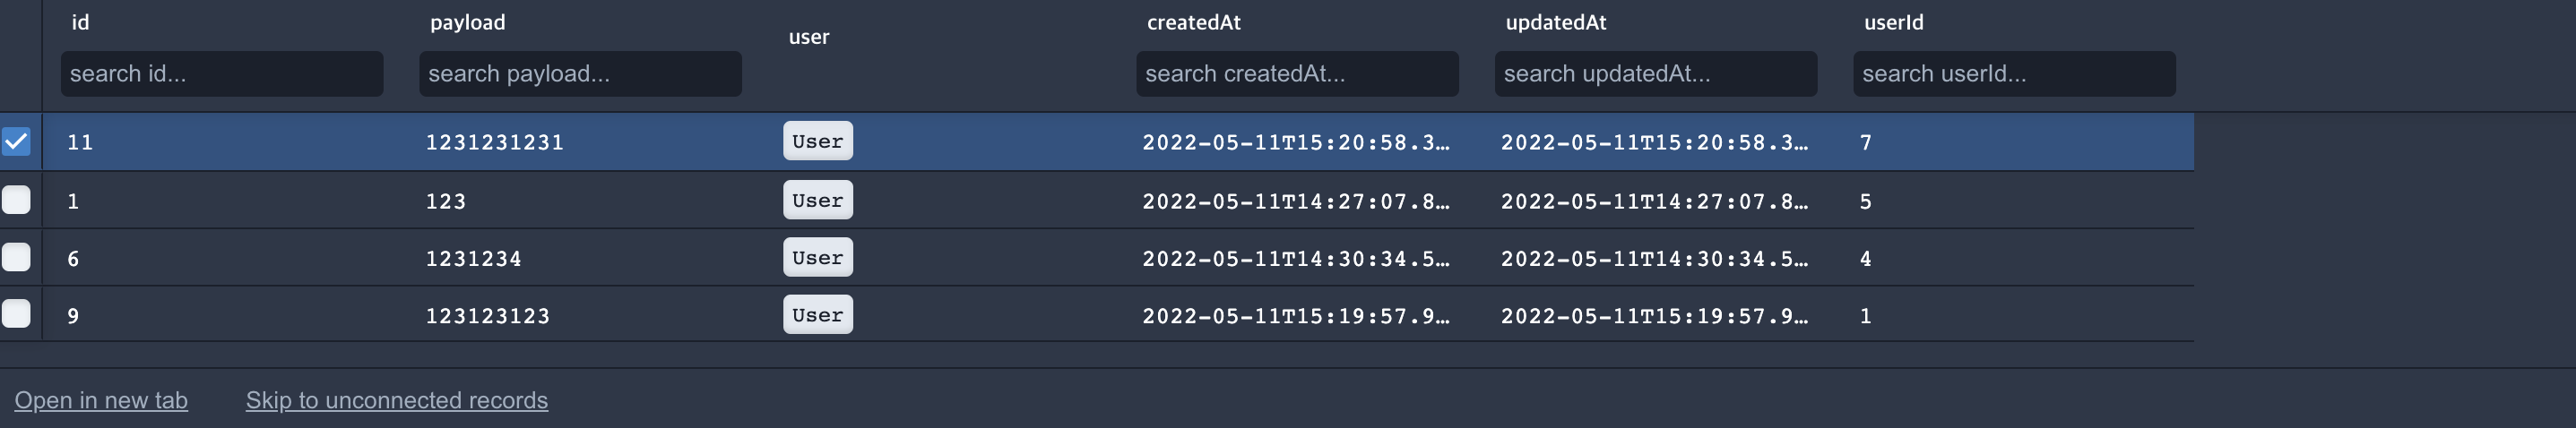 id payload user createdAt updatedAt userId
search id... search payload... search createdAt... search updatedAt... search userId...
11 1231231231 User 2022-05-11T15:20:58.3… 2022-05-11T15:20:58.3… 7
1 123 User 2022-05-11T14:27:07.8… 2022-05-11T14:27:07.8… 5
6 1231234 User 2022-05-11T14:30:34.5… 2022-05-11T14:30:34.5… 4
9 123123123 User 2022-05-11T15:19:57.9… 2022-05-11T15:19:57.9… 1
Open in new tab Skip to unconnected records